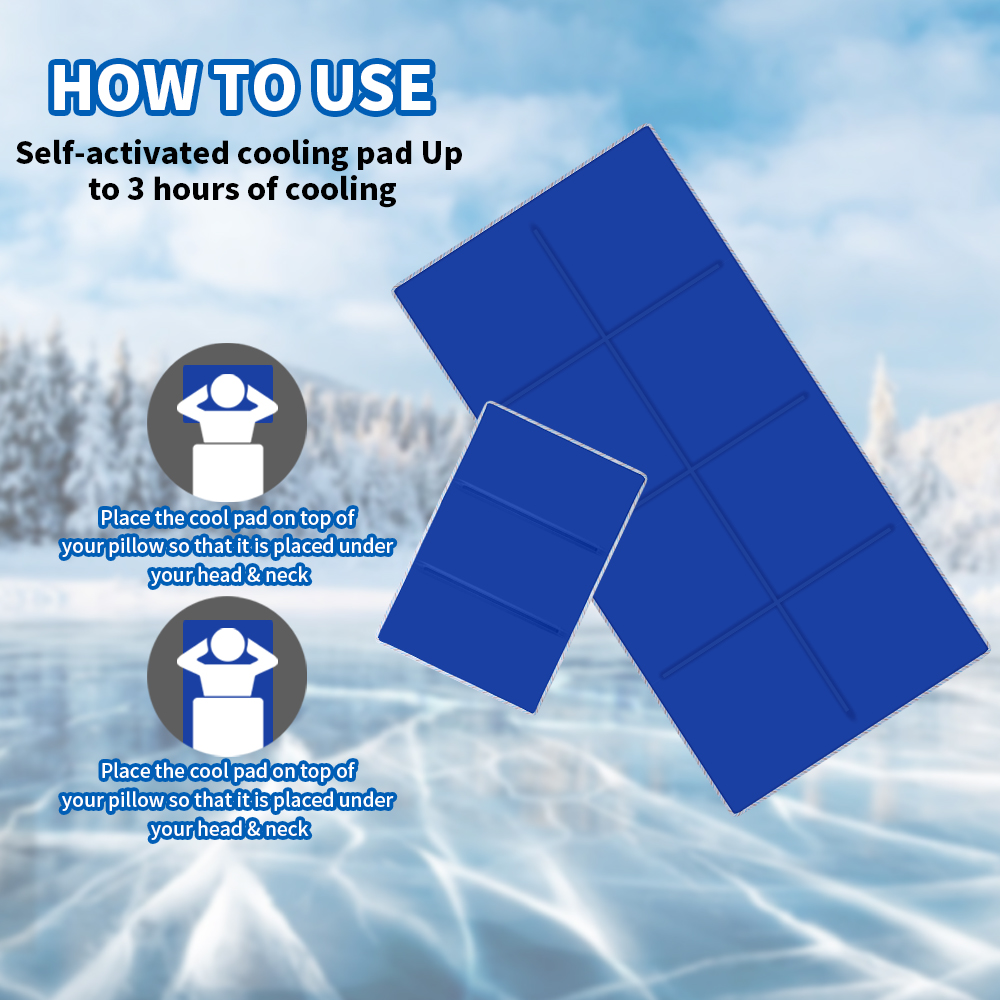 HOW TO USE
Self-activated cooling pad Up
to 3 hours of cooling
Place the cool pad on top of
your pillow so that it is placed under
your head & neck
Place the cool pad on top of
your pillow so that it is placed under
your head & neck